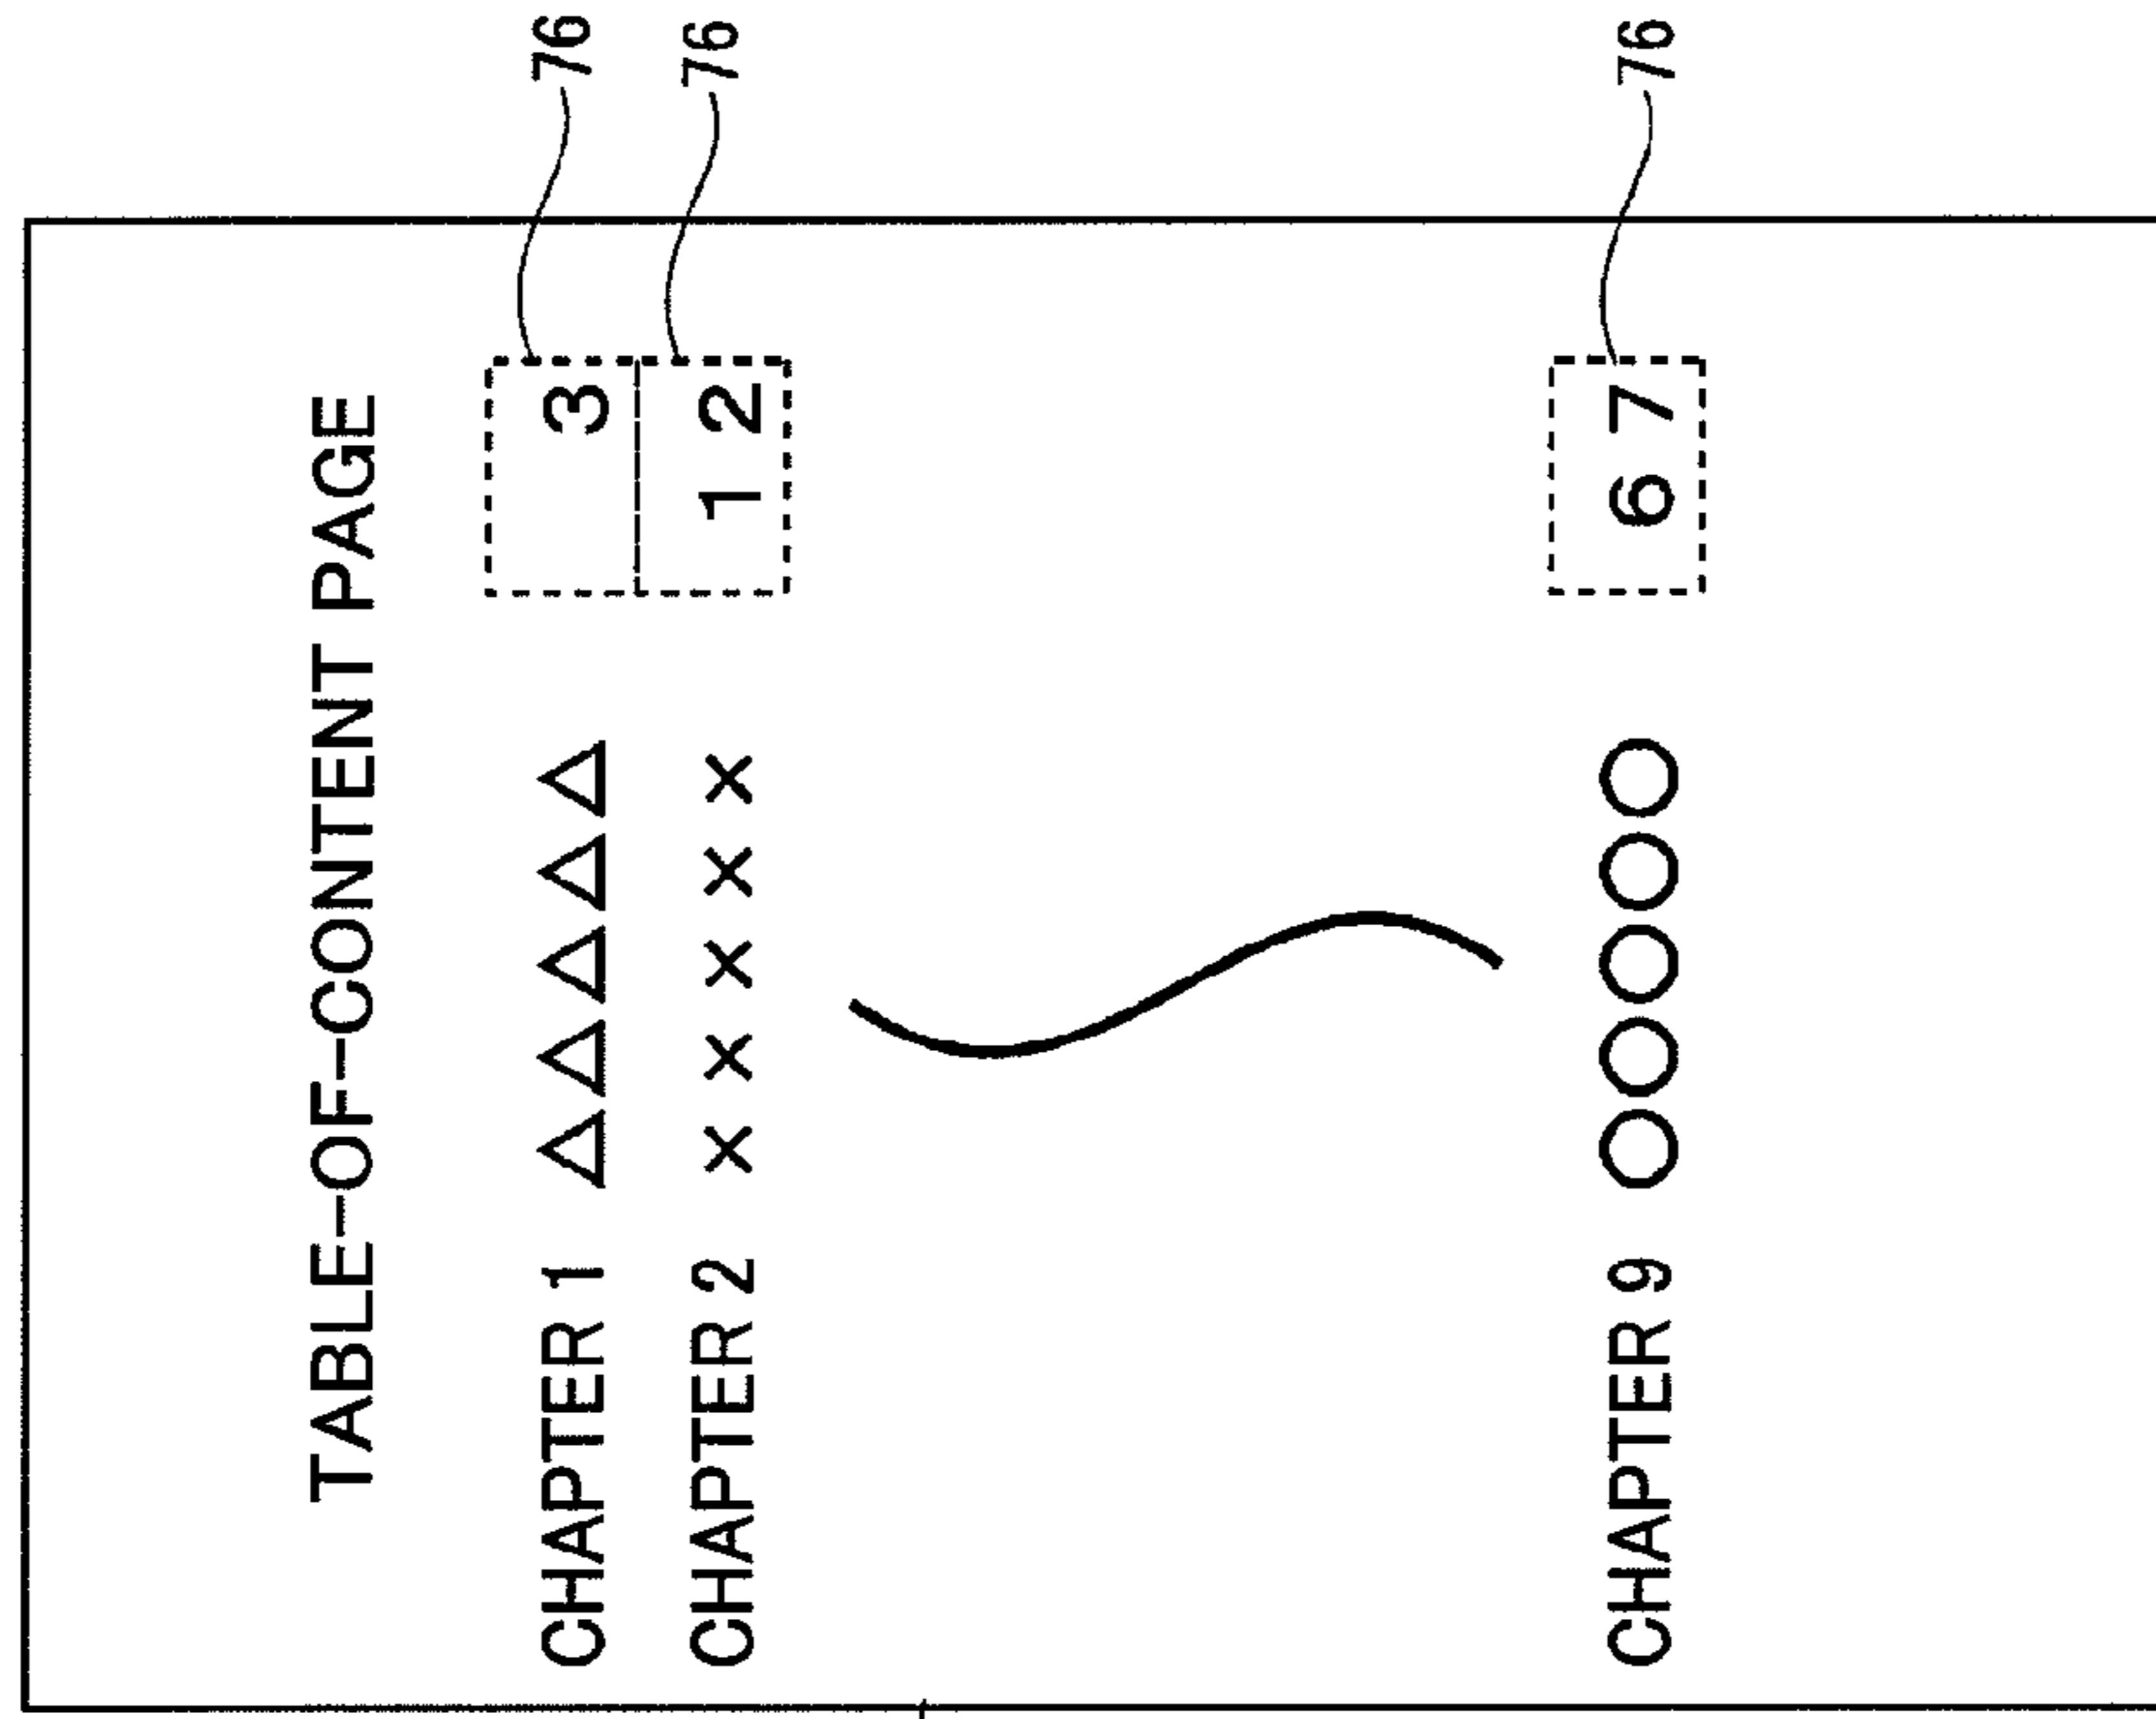 TABLE-OF-CONTENT PAGE
CHAPTER 1 △△△△△ 3 76
CHAPTER 2 ××××× 12 76
CHAPTER 9 ○○○○○ 67 76